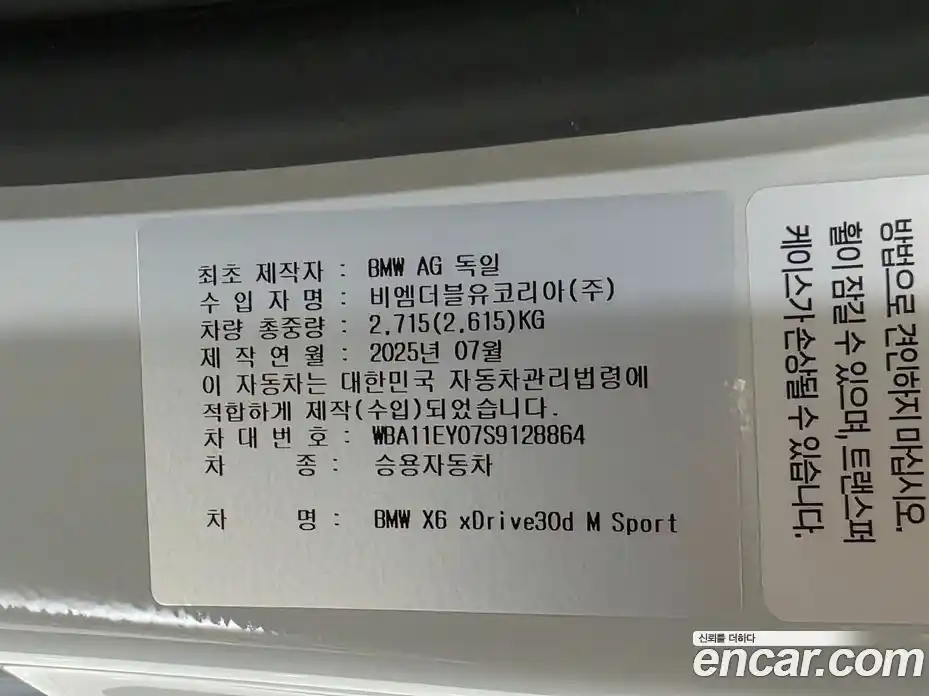 최초 제작자 : BMW AG 독일
수 입 자 명 : 비엠더블유코리아(주)
차량 총중량 : 2,715(2,615)KG
제 작 연 월 : 2025년 07월
이 자동차는 대한민국 자동차관리법령에
적합하게 제작(수입)되었습니다.
차 대 번 호 : WBA11EY07S9128864
차 종 : 승용자동차
차 명 : BMW X6 xDrive30d M Sport
방법으로 견인하지 마십시오.
휠이 잠길 수 있으며, 트랜스퍼
케이스가 손상될 수 있습니다.
신뢰를 더하다
encar.com